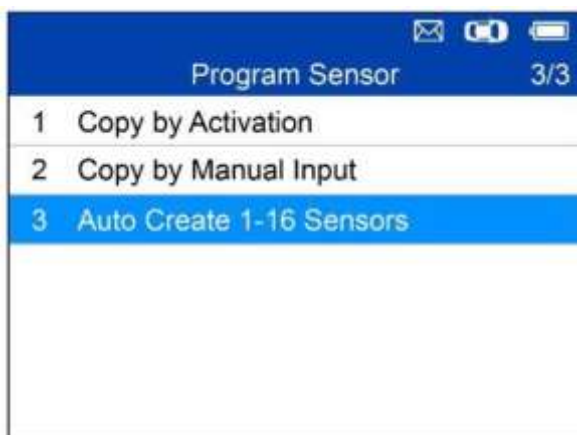 Program Sensor 3/3
1 Copy by Activation
2 Copy by Manual Input
3 Auto Create 1-16 Sensors